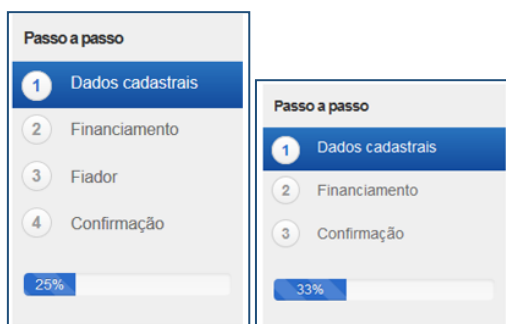 Passo a passo
1 Dados cadastrais
2 Financiamento
3 Fiador
4 Confirmação
25%
Passo a passo
1 Dados cadastrais
2 Financiamento
3 Confirmação
33%